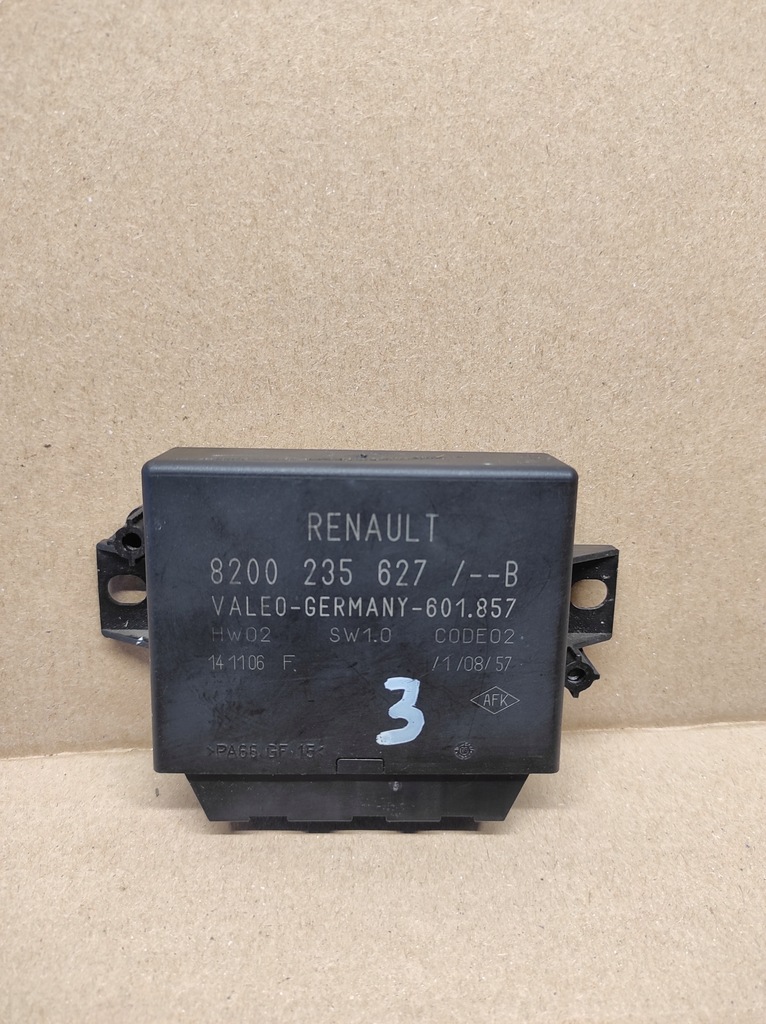 RENAULT
8200 235 627 /--B
VALEO-GERMANY-601.857
HW02 SW1.0 CODE02
141106 F. /1/08/57
3
AFK
>PA66 GF-15<